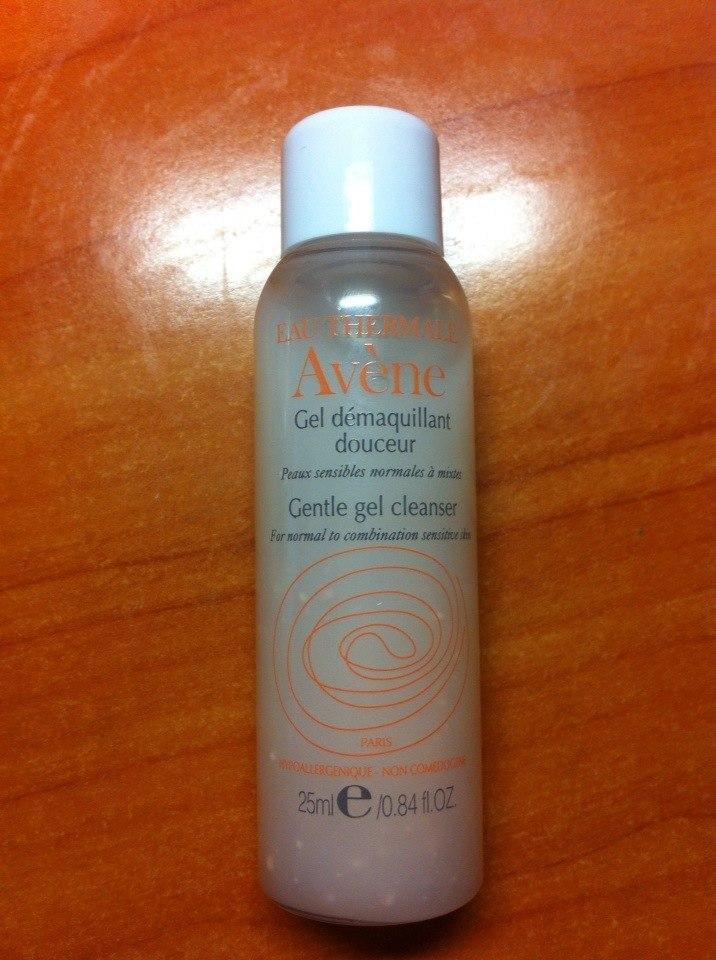 EAU THERMALE
Avène
Gel démaquillant
douceur
Peaux sensibles normales à mixtes
Gentle gel cleanser
For normal to combination sensitive skin
PARIS
HYPOALLERGENIQUE - NON COMEDOGENE
25ml e /0.84 fl.OZ.